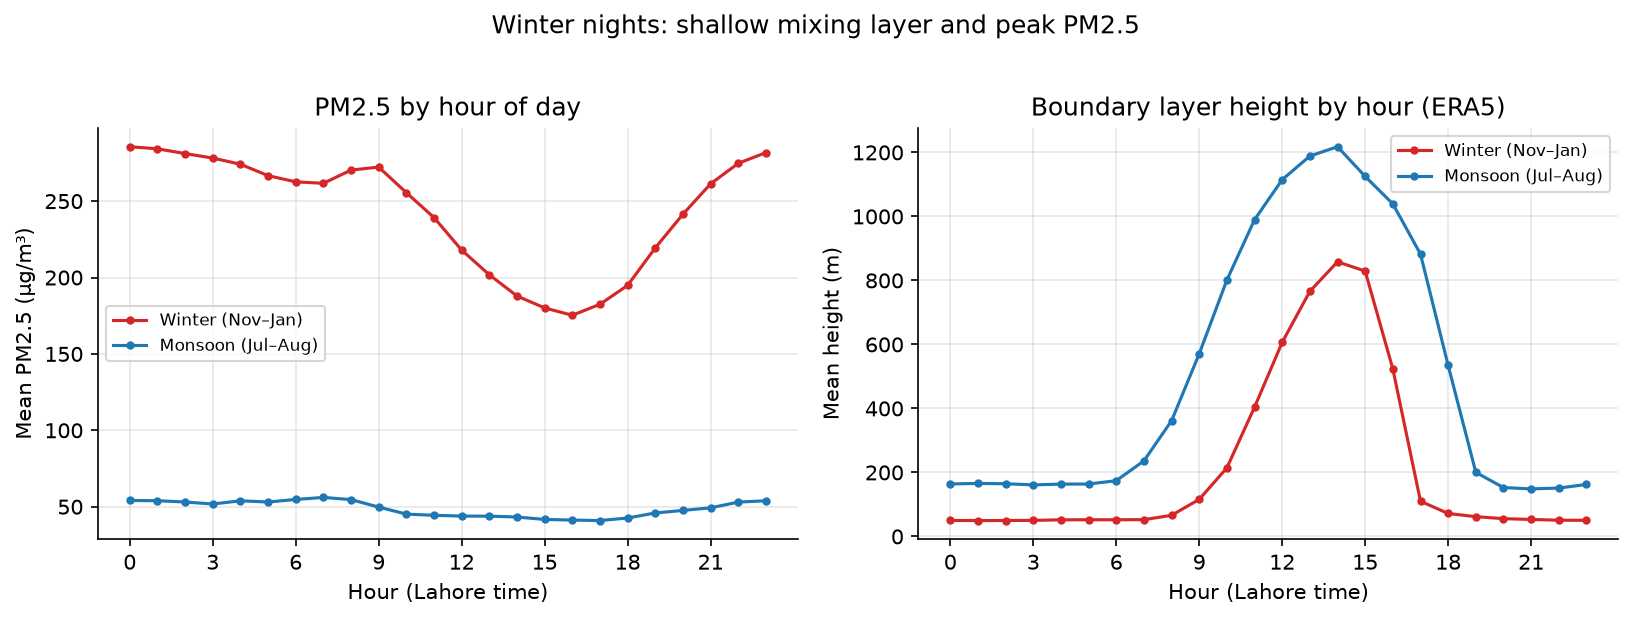 Winter nights: shallow mixing layer and peak PM2.5
PM2.5 by hour of day
Mean PM2.5 (µg/m³)
250
200
150
100
50
Winter (Nov–Jan)
Monsoon (Jul–Aug)
0 3 6 9 12 15 18 21
Hour (Lahore time)
Boundary layer height by hour (ERA5)
Mean height (m)
1200
1000
800
600
400
200
0
Winter (Nov–Jan)
Monsoon (Jul–Aug)
0 3 6 9 12 15 18 21
Hour (Lahore time)